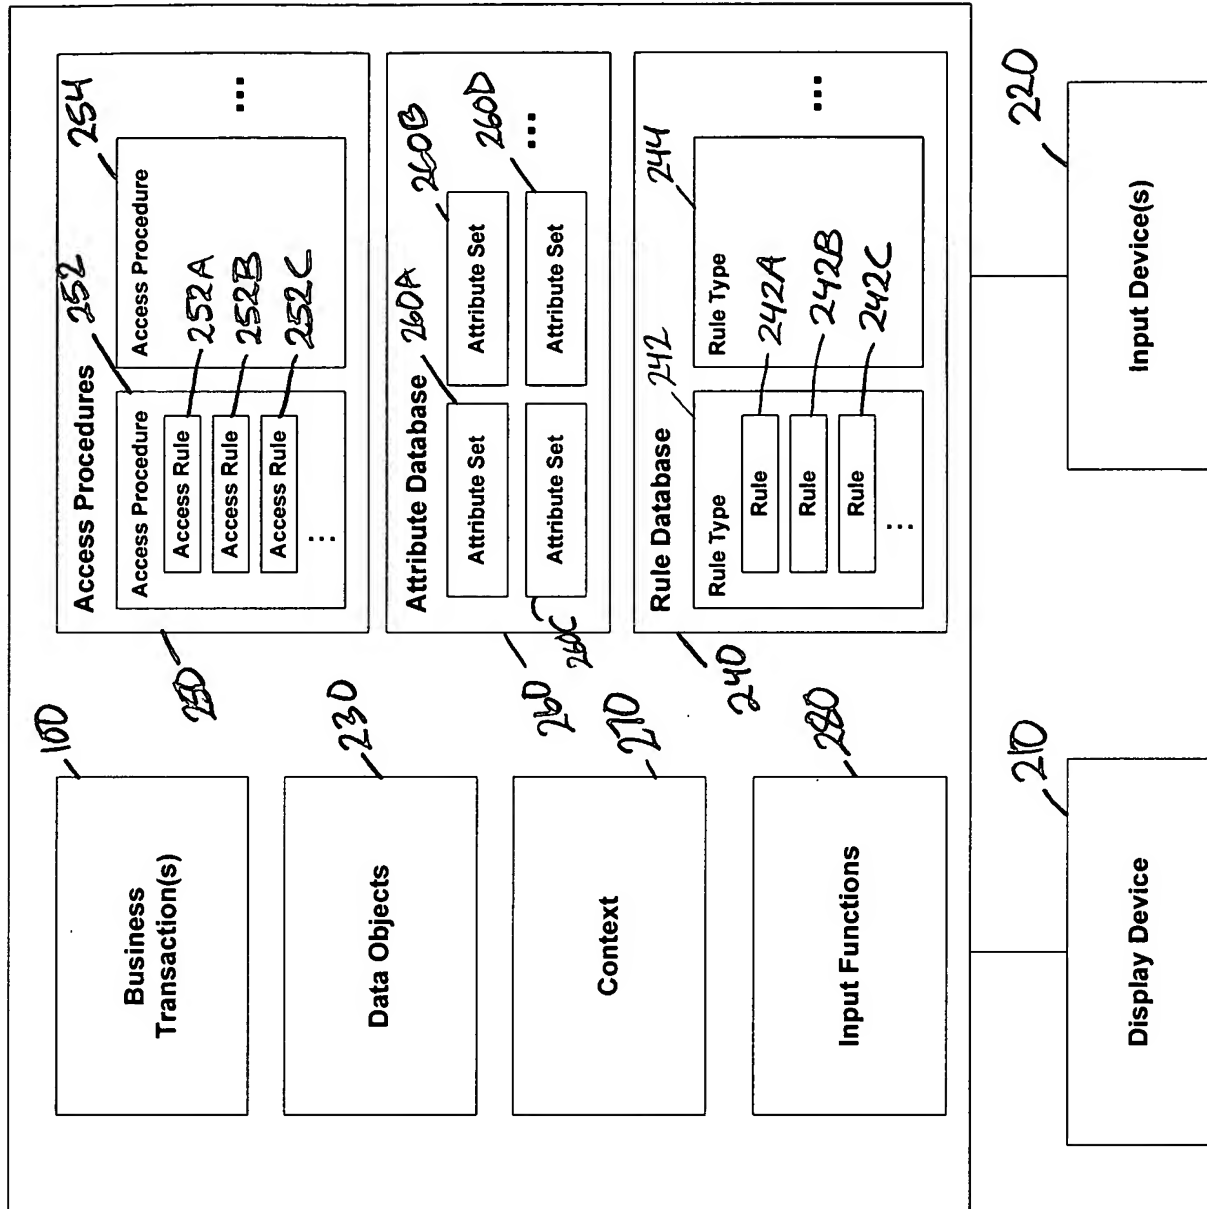 Business
Transaction(s)
100
Data Objects
230
Context
270
Input Functions
280
Access Procedures
250
Access Procedure
252
Access Rule
252A
Access Rule
252B
Access Rule
252C
...
Access Procedure
254
...
Attribute Database
260
Attribute Set
260A
Attribute Set
260B
Attribute Set
260C
Attribute Set
260D
...
Rule Database
240
Rule Type
242
Rule
242A
Rule
242B
Rule
242C
...
Rule Type
244
...
Display Device
210
Input Device(s)
220